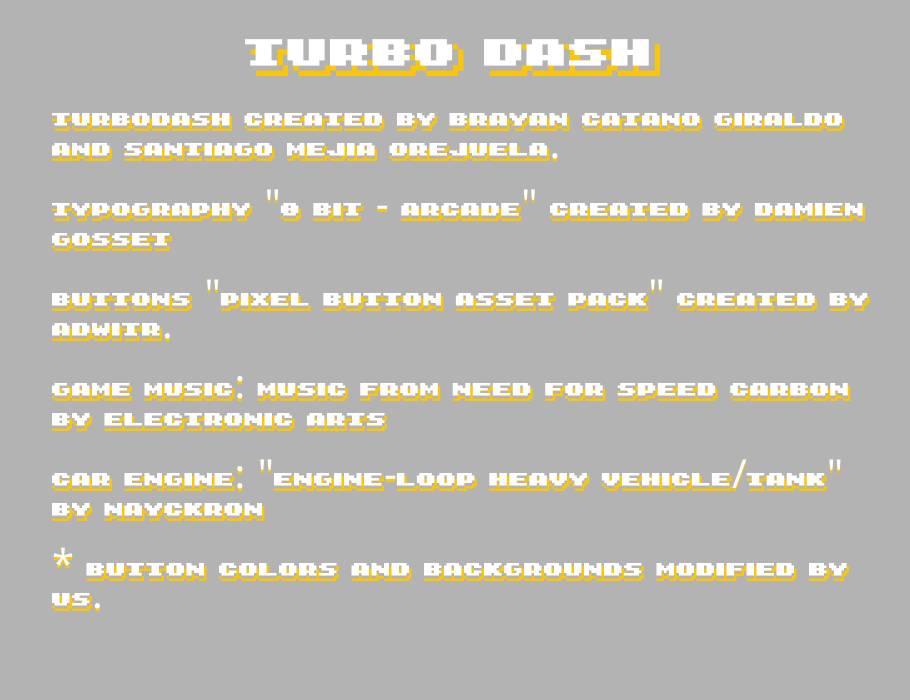 TURBO DASH
TURBODASH CREATED BY BRAYAN CATANO GIRALDO
AND SANTIAGO MEJIA OREJUELA.
TYPOGRAPHY "8 BIT - ARCADE" CREATED BY DAMIEN
GOSSET
BUTTONS "PIXEL BUTTON ASSET PACK" CREATED BY
ADWITR.
GAME MUSIC: MUSIC FROM NEED FOR SPEED CARBON
BY ELECTRONIC ARTS
CAR ENGINE: "ENGINE-LOOP HEAVY VEHICLE/TANK"
BY NAYCKRON
* BUTTON COLORS AND BACKGROUNDS MODIFIED BY
US.